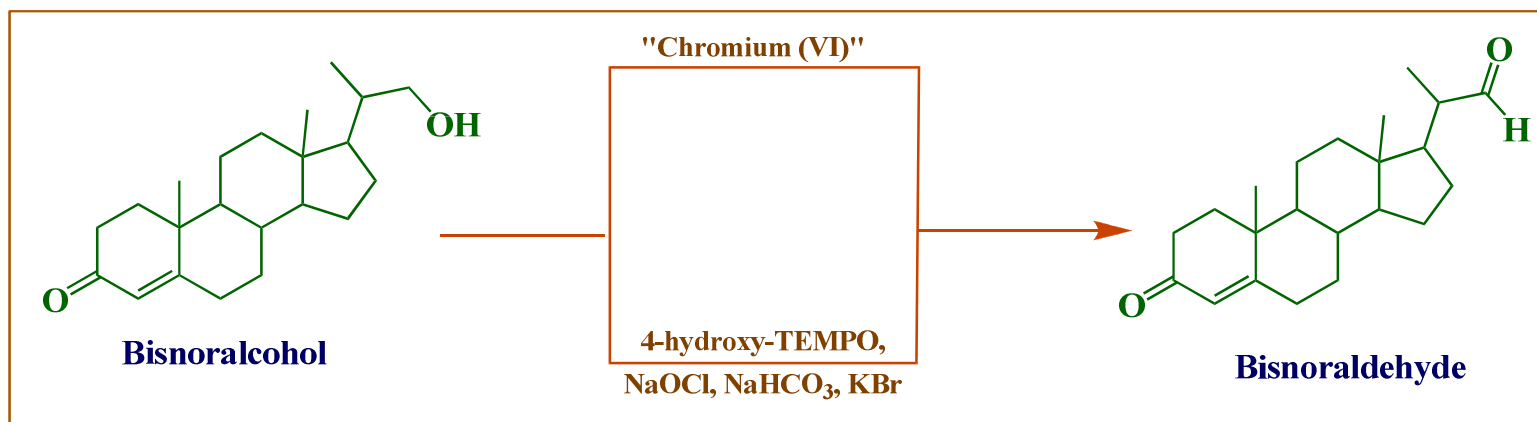 "Chromium (VI)"
O
OH
H
O
O
4-hydroxy-TEMPO,
NaOCl, NaHCO₃, KBr
Bisnoralcohol
Bisnoraldehyde